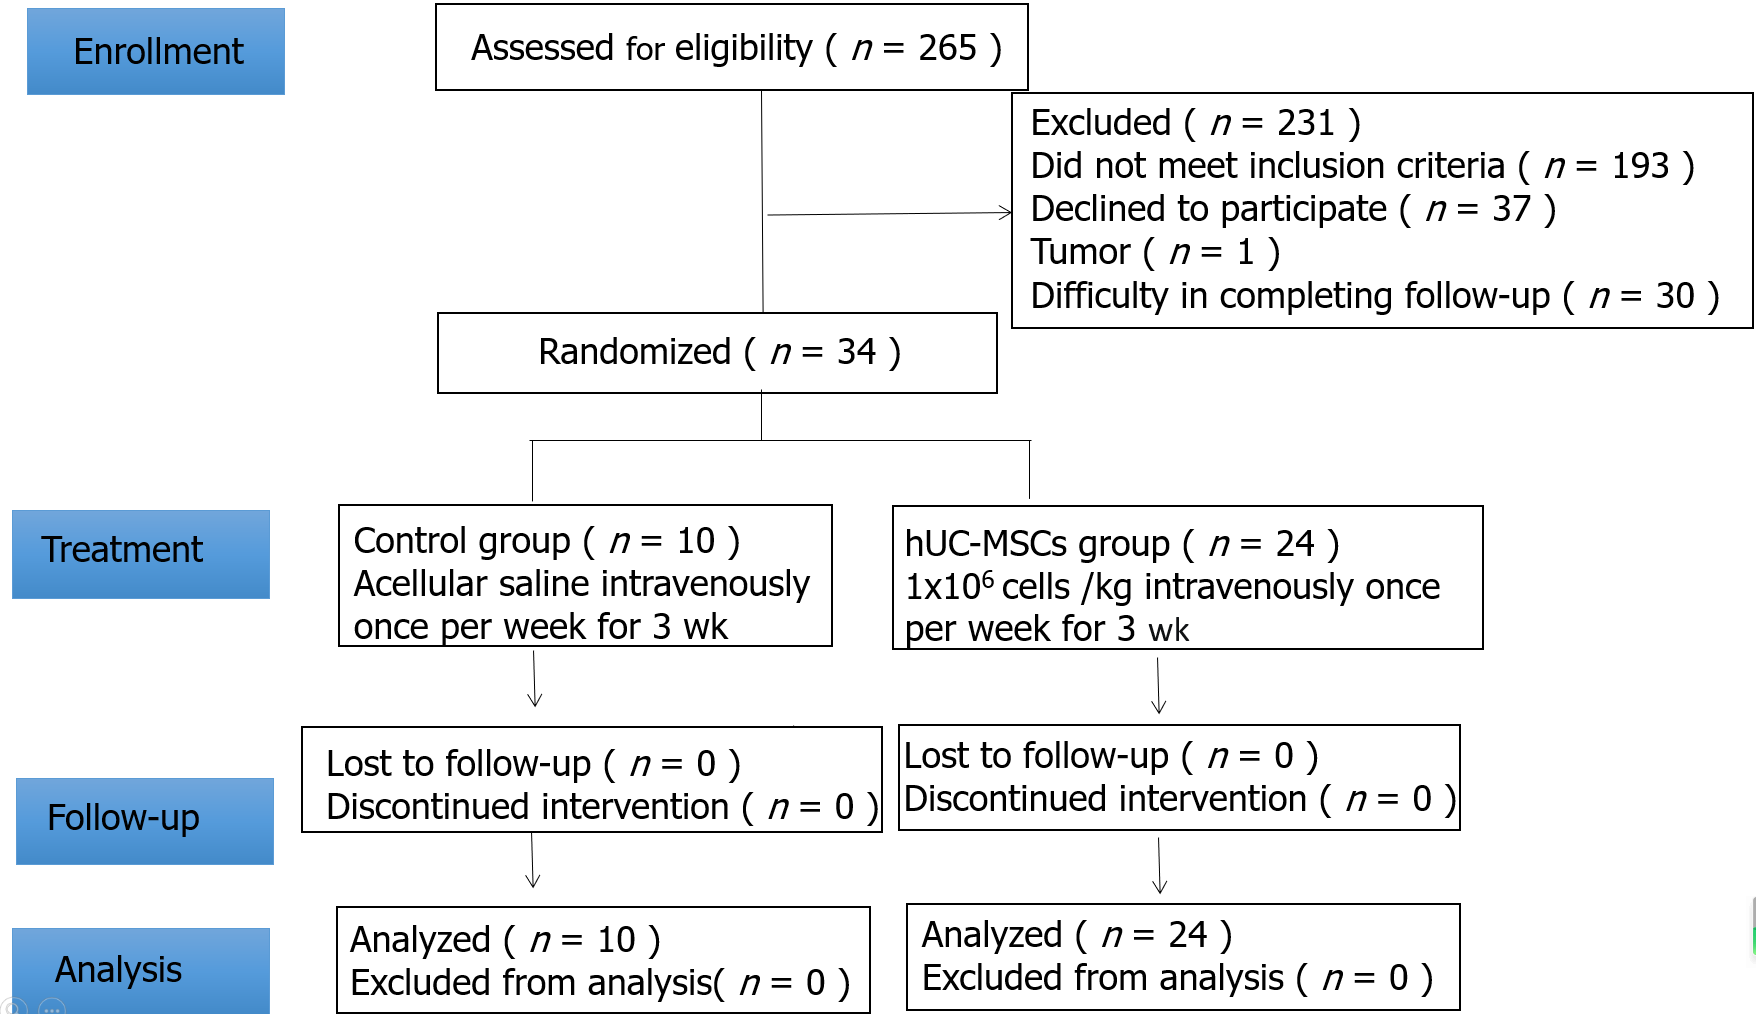 Enrollment
Assessed for eligibility ( n = 265 )
Excluded ( n = 231 )
Did not meet inclusion criteria ( n = 193 )
Declined to participate ( n = 37 )
Tumor ( n = 1 )
Difficulty in completing follow-up ( n = 30 )
Randomized ( n = 34 )
Treatment
Control group ( n = 10 )
Acellular saline intravenously
once per week for 3 wk
hUC-MSCs group ( n = 24 )
1x10⁶ cells /kg intravenously once
per week for 3 wk
Follow-up
Lost to follow-up ( n = 0 )
Discontinued intervention ( n = 0 )
Lost to follow-up ( n = 0 )
Discontinued intervention ( n = 0 )
Analysis
Analyzed ( n = 10 )
Excluded from analysis( n = 0 )
Analyzed ( n = 24 )
Excluded from analysis ( n = 0 )